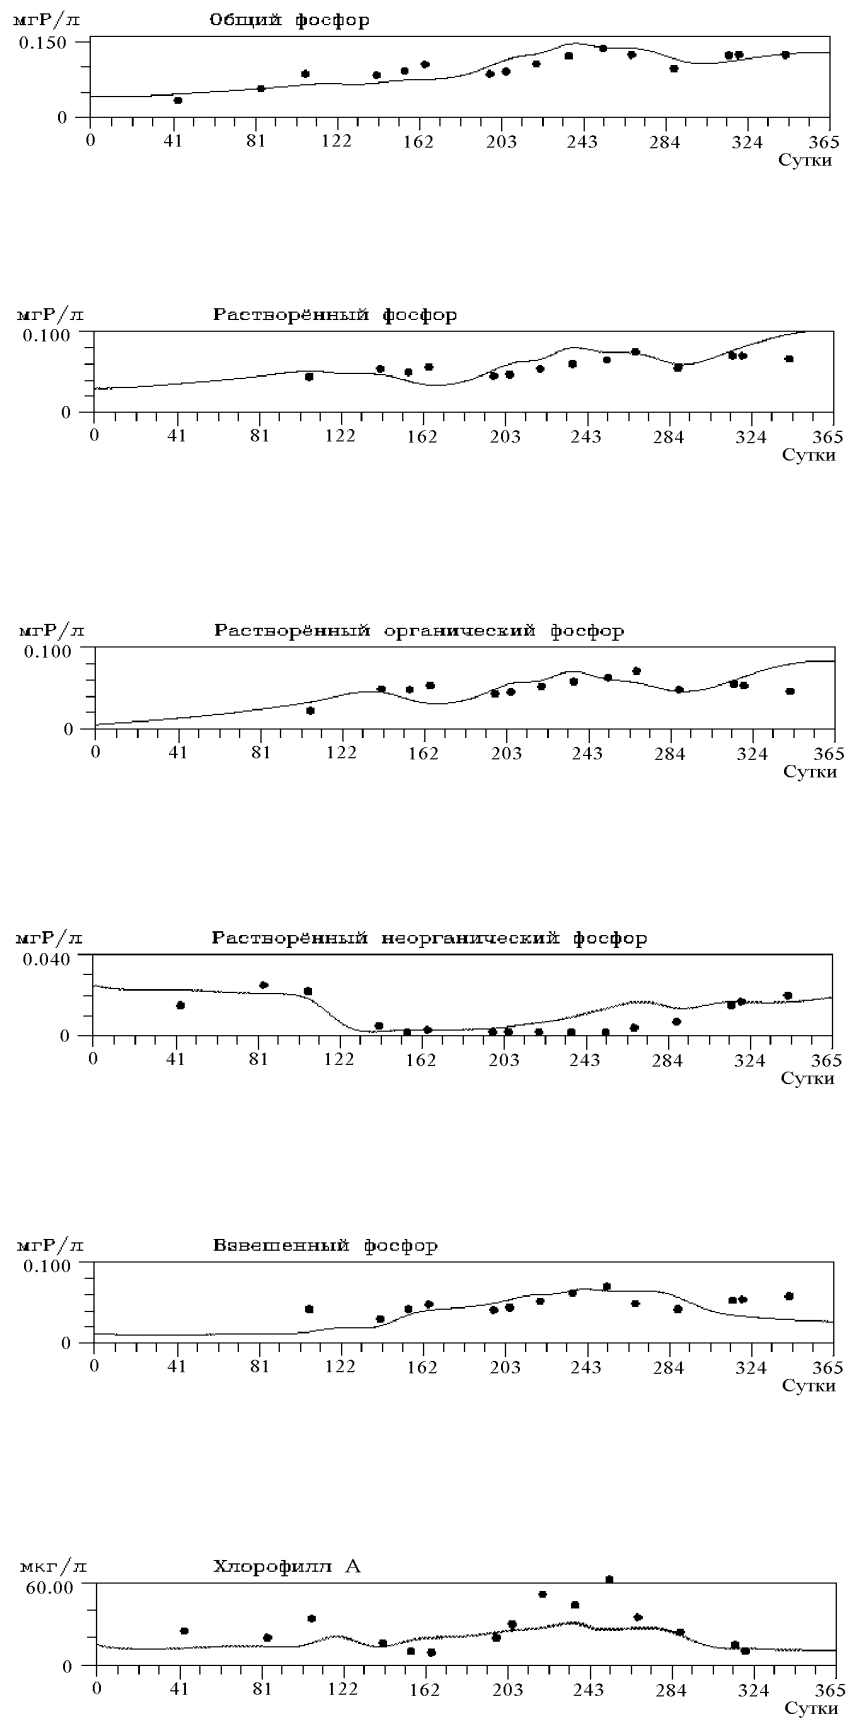 мгР/л Общий фосфор
0.150
0
0 41 81 122 162 203 243 284 324 365
Сутки
мгР/л Растворённый фосфор
0.100
0
0 41 81 122 162 203 243 284 324 365
Сутки
мгР/л Растворённый органический фосфор
0.100
0
0 41 81 122 162 203 243 284 324 365
Сутки
мгР/л Растворённый неорганический фосфор
0.040
0
0 41 81 122 162 203 243 284 324 365
Сутки
мгР/л Взвешенный фосфор
0.100
0
0 41 81 122 162 203 243 284 324 365
Сутки
мкг/л Хлорофилл А
60.00
0
0 41 81 122 162 203 243 284 324 365
Сутки